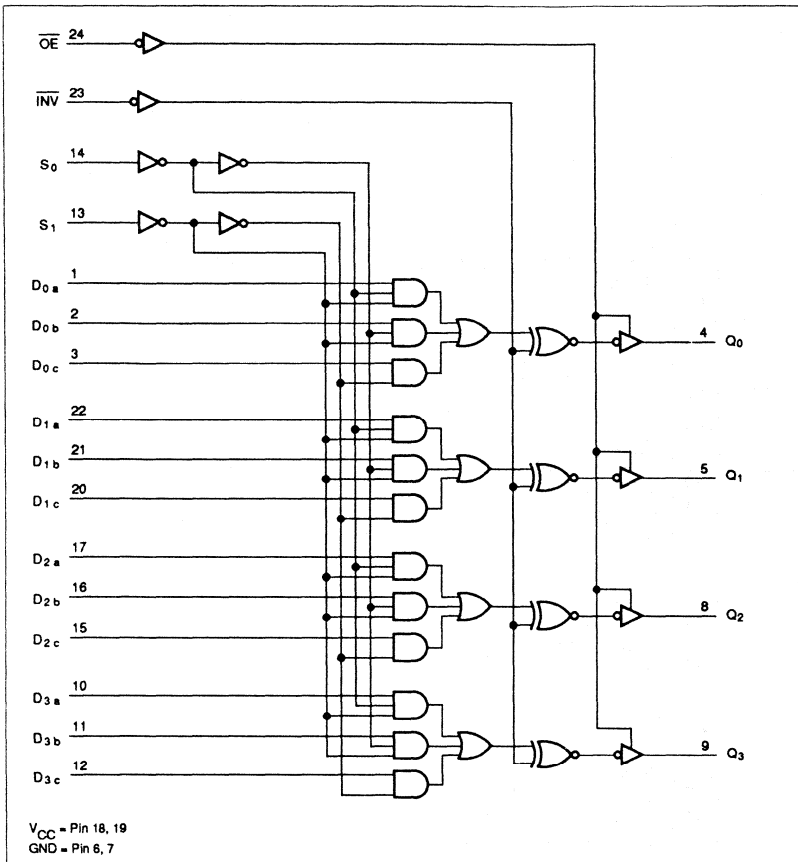 O̅E̅ 24
I̅N̅V̅ 23
S₀ 14
S₁ 13
D₀ₐ 1
D₀b 2
4 Q₀
D₀c 3
D₁ₐ 22
D₁b 21
5 Q₁
D₁c 20
D₂ₐ 17
D₂b 16
8 Q₂
D₂c 15
D₃ₐ 10
D₃b 11
9 Q₃
D₃c 12
VCC = Pin 18, 19
GND = Pin 6, 7